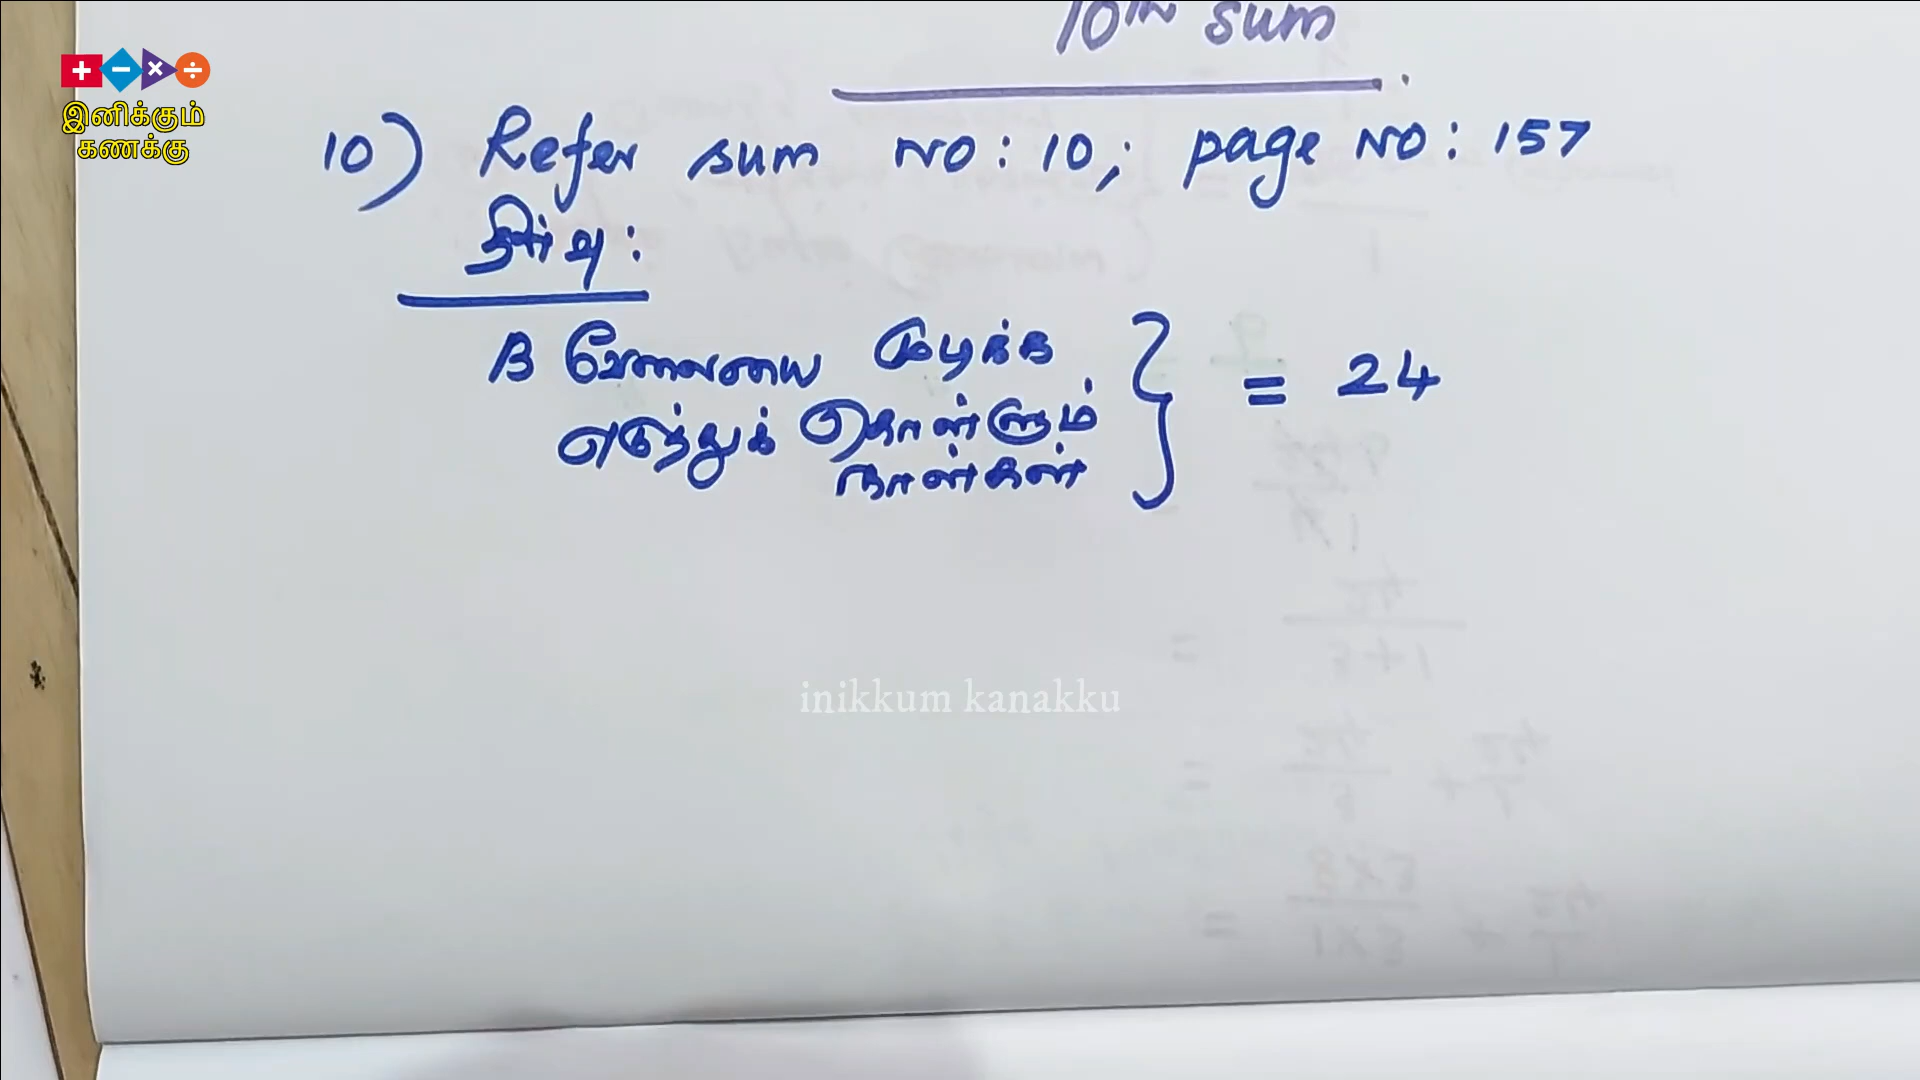 10th sum
இனிக்கும்
கணக்கு
10) Refer sum No: 10; page No: 157
தீர்வு:
B வேலையை முடிக்க
எடுத்துக் கொள்ளும்
நாள்கள்
= 24
inikkum kanakku